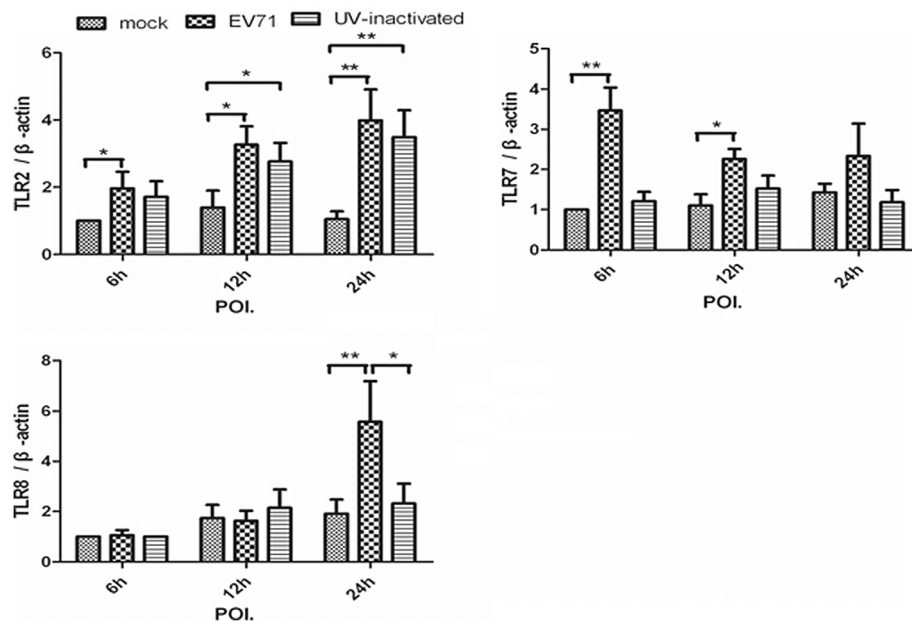 mock EV71 UV-inactivated
TLR2 / β -actin
6
4
2
0
*
*
*
**
**
6h 12h 24h
POI.
TLR7 / β -actin
5
4
3
2
1
0
**
*
6h 12h 24h
POI.
TLR8 / β -actin
8
6
4
2
0
** *
6h 12h 24h
POI.